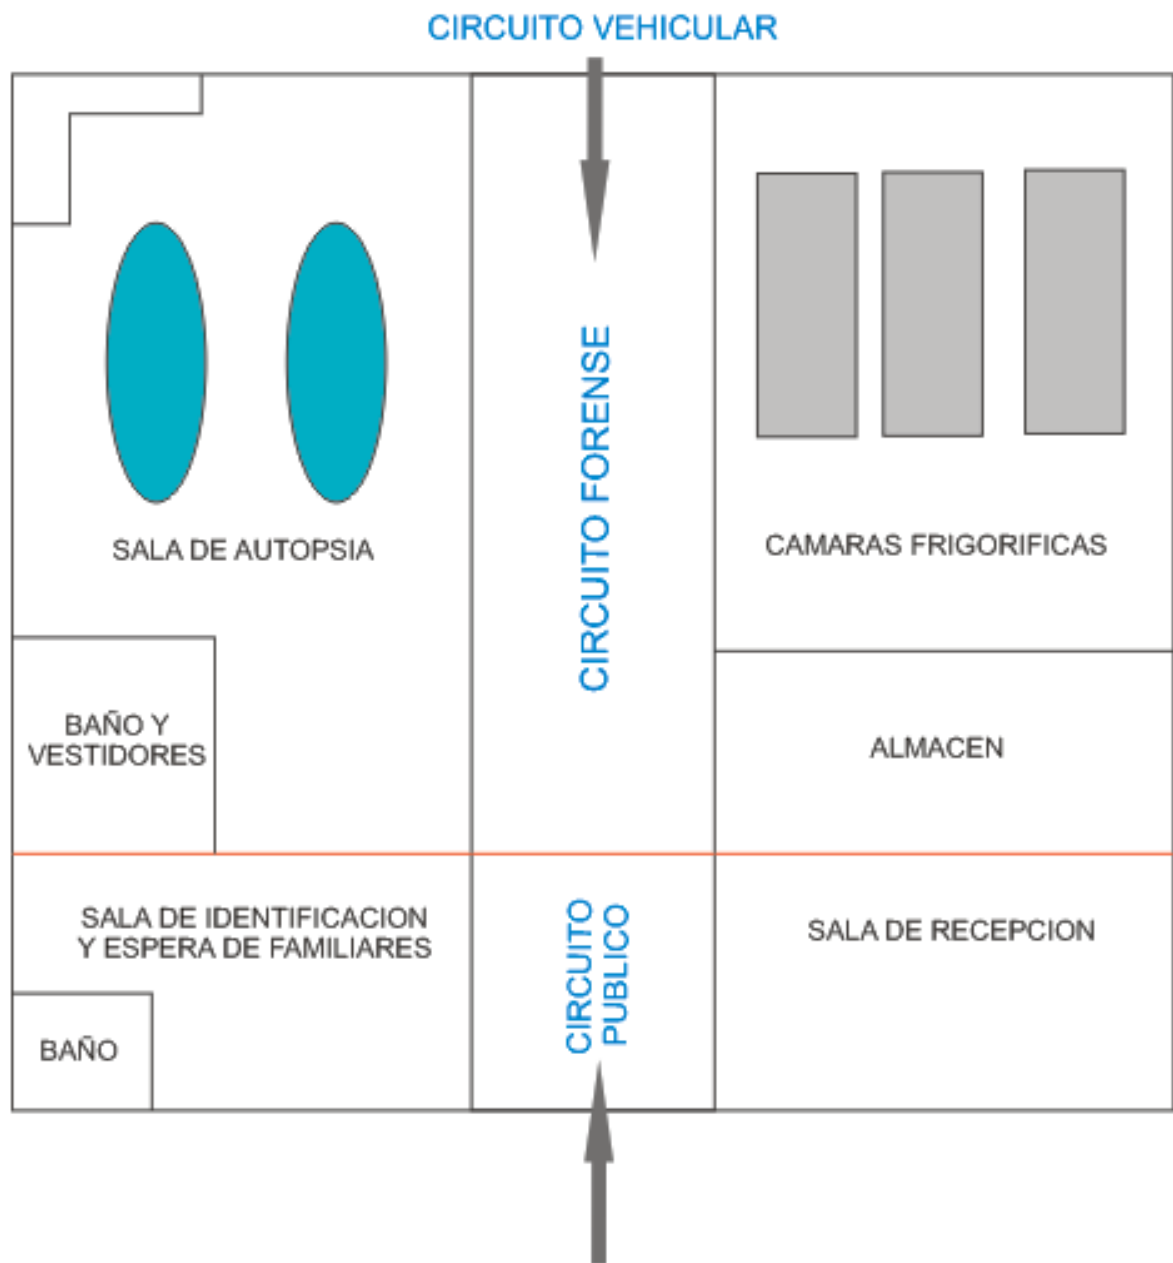 CIRCUITO VEHICULAR
CIRCUITO FORENSE
SALA DE AUTOPSIA
CAMARAS FRIGORIFICAS
BAÑO Y
VESTIDORES
ALMACEN
SALA DE IDENTIFICACION
Y ESPERA DE FAMILIARES
CIRCUITO
PUBLICO
SALA DE RECEPCION
BAÑO